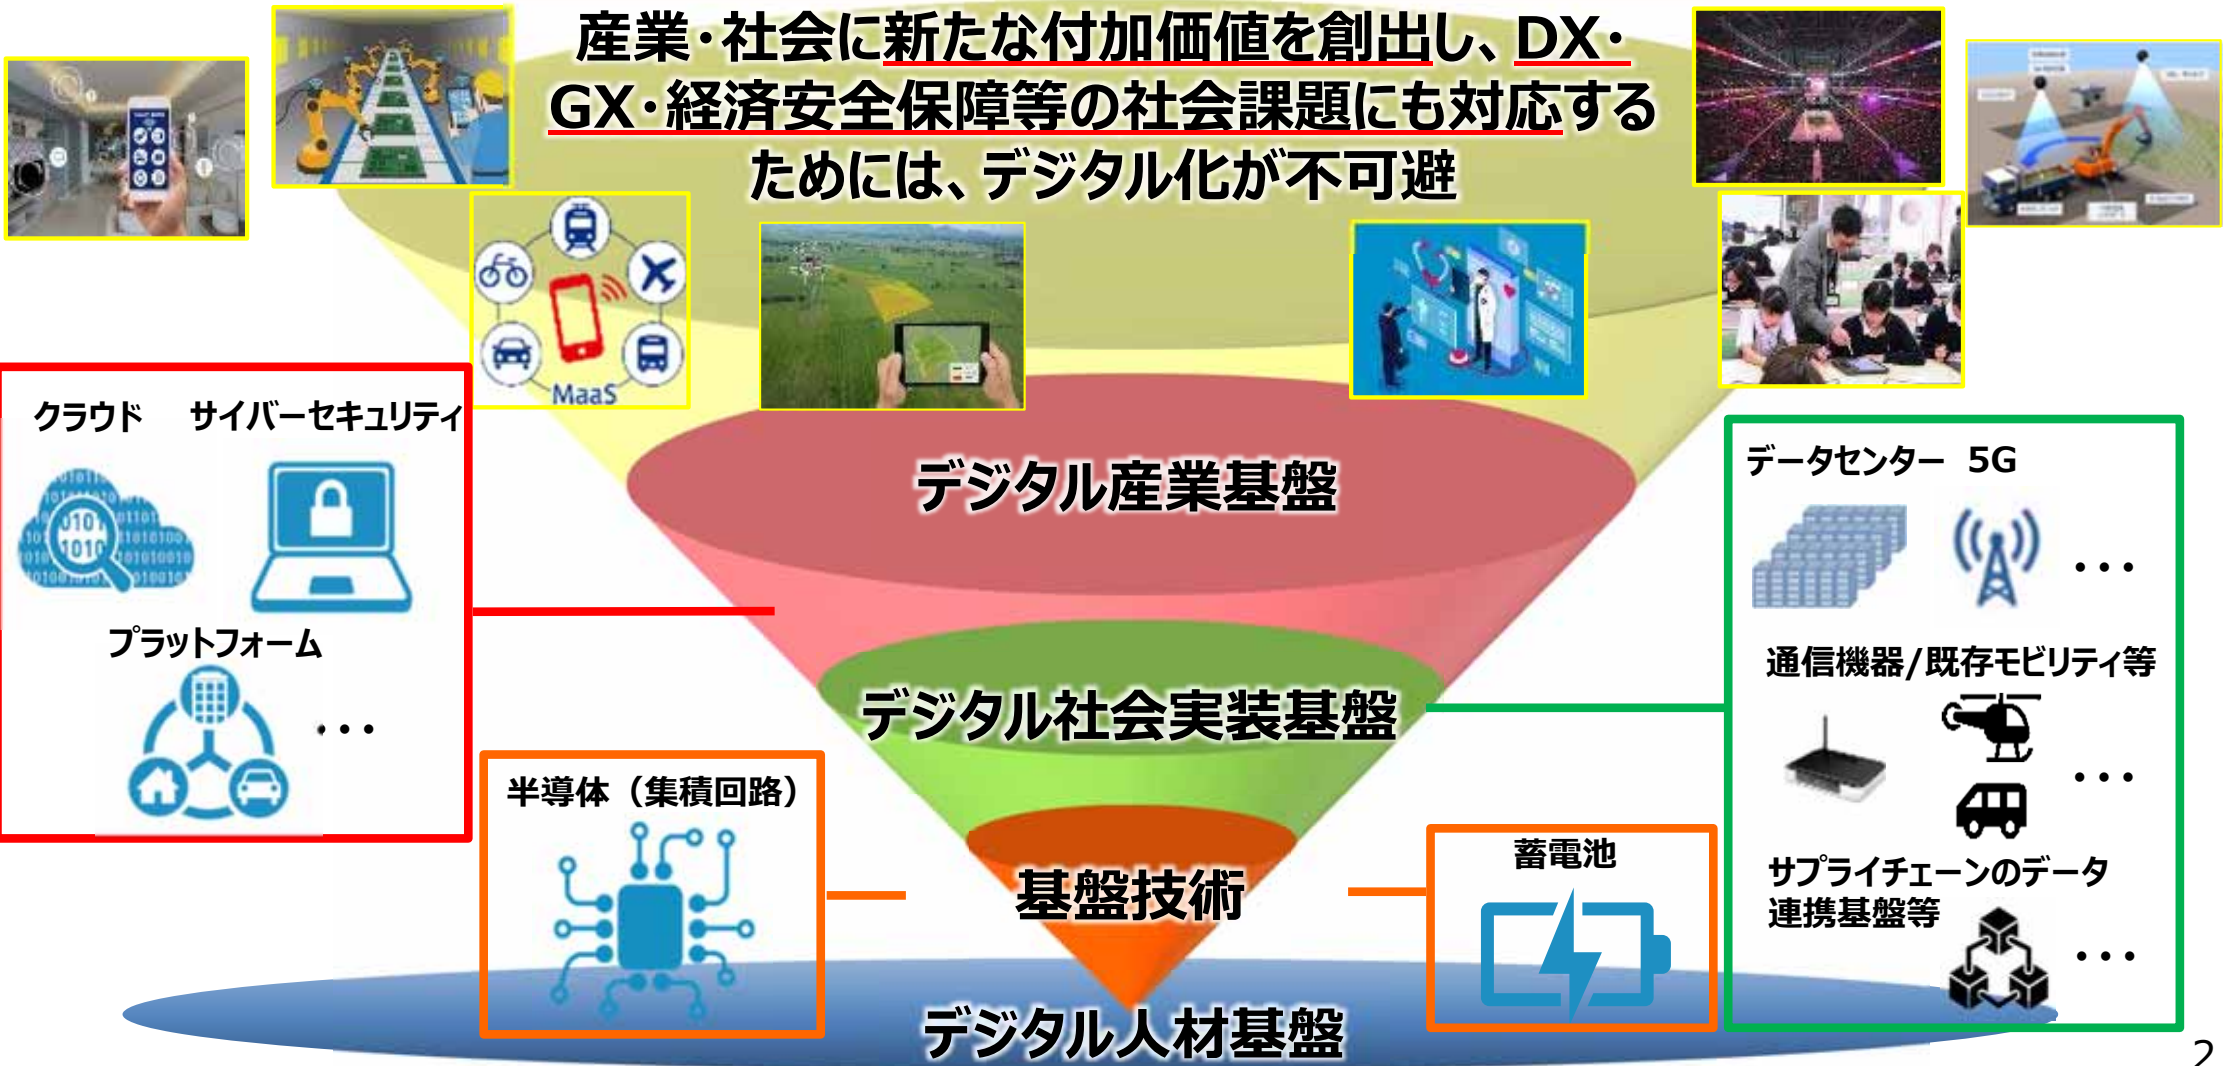 産業・社会に新たな付加価値を創出し、DX・
GX・経済安全保障等の社会課題にも対応する
ためには、デジタル化が不可避
MaaS
クラウド
サイバーセキュリティ
プラットフォーム
・・・
デジタル産業基盤
データセンター 5G
・・・
通信機器/既存モビリティ等
・・・
サプライチェーンのデータ
連携基盤等
・・・
デジタル社会実装基盤
半導体（集積回路）
基盤技術
蓄電池
デジタル人材基盤
2